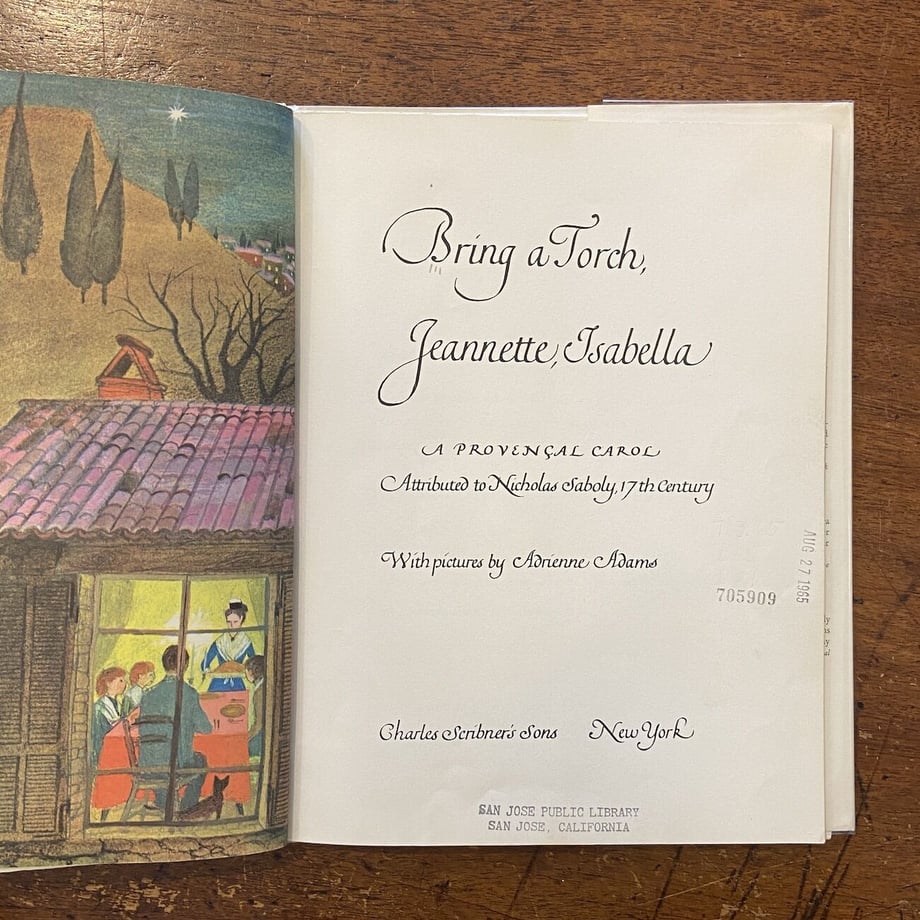 Bring a Torch,
Jeannette, Isabella
A PROVENÇAL CAROL
Attributed to Nicholas Saboly, 17th Century
With pictures by Adrienne Adams
705909
AUG 27 1965
Charles Scribner's Sons New York
SAN JOSE PUBLIC LIBRARY
SAN JOSE, CALIFORNIA